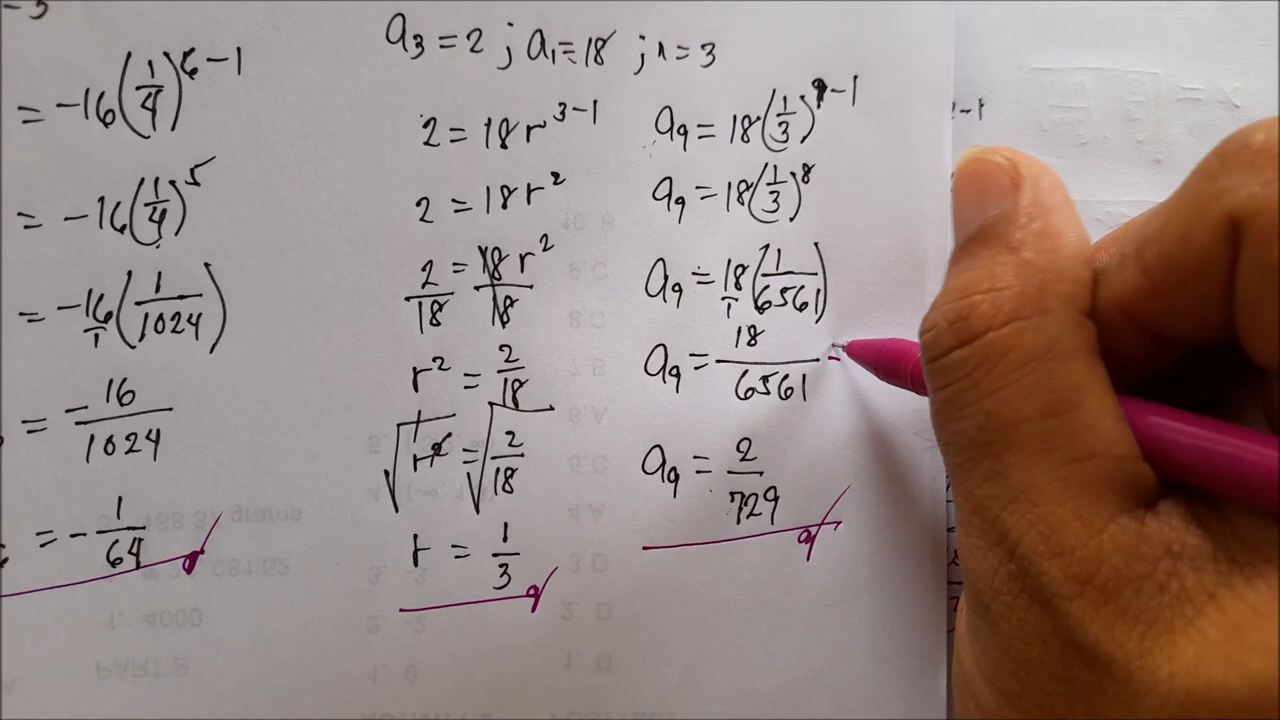 = -16(1/4)^6-1
= -16(1/4)^5
= -16/1(1/1024)
= -16/1024
= -1/64
a3 = 2 ; a1 = 18 ; n = 3
2 = 18r^3-1
2 = 18r^2
2/18 = 18r^2/18
r^2 = 2/18
√r^2 = √2/18
r = 1/3
a9 = 18(1/3)^9-1
a9 = 18(1/3)^8
a9 = 18/1(1/6561)
a9 = 18/6561
a9 = 2/729